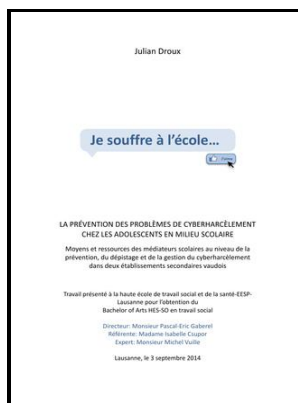 Julian Droux
Je souffre à l'école...
LA PRÉVENTION DES PROBLÈMES DE CYBERHARCÈLEMENT
CHEZ LES ADOLESCENTS EN MILIEU SCOLAIRE
Moyens et ressources des médiateurs scolaires au niveau de la
prévention, du dépistage et de la gestion du cyberharcèlement
dans deux établissements secondaires vaudois
Travail présenté à la haute école de travail social et de la santé-EESP-
Lausanne pour l'obtention du
Bachelor of Arts HES-SO en travail social
Directeur: Monsieur Pascal-Eric Gaberel
Référente: Madame Isabelle Csupor
Expert: Monsieur Michel Vuille
Lausanne, le 3 septembre 2014